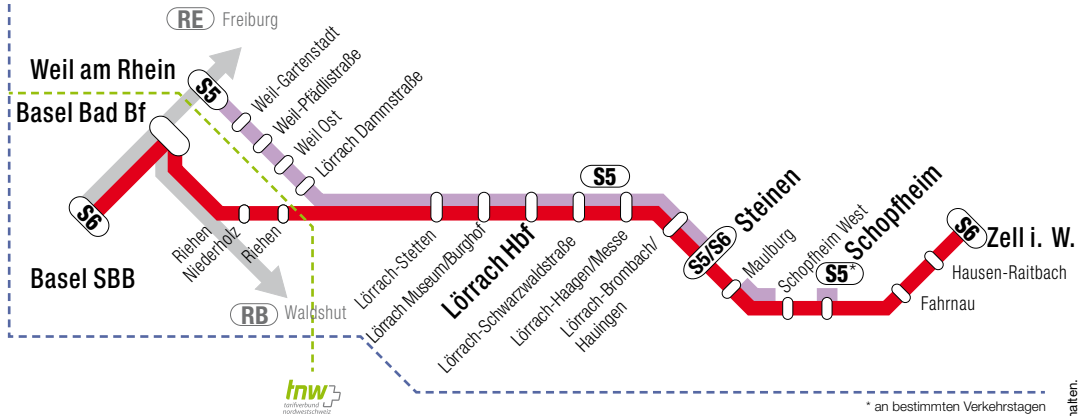 RE Freiburg
Weil am Rhein
S5
Basel Bad Bf
Weil-Gartenstadt
Weil-Pfädlistraße
Weil Ost
Lörrach Dammstraße
S6
Basel SBB
Riehen
Niederholz
Riehen
RB Waldshut
Lörrach-Stetten
Lörrach Museum/Burghof
Lörrach Hbf
Lörrach-Schwarzwaldstraße
Lörrach-Haagen/Messe
Lörrach-Brombach/
Hauingen
S5
S5/S6 Steinen
Maulburg
Schopfheim West
S5* Schopfheim
Fahrnau
Hausen-Raitbach
S6
Zell i. W.
tnw
tarifverbund
nordwestschweiz
* an bestimmten Verkehrstagen
alten.